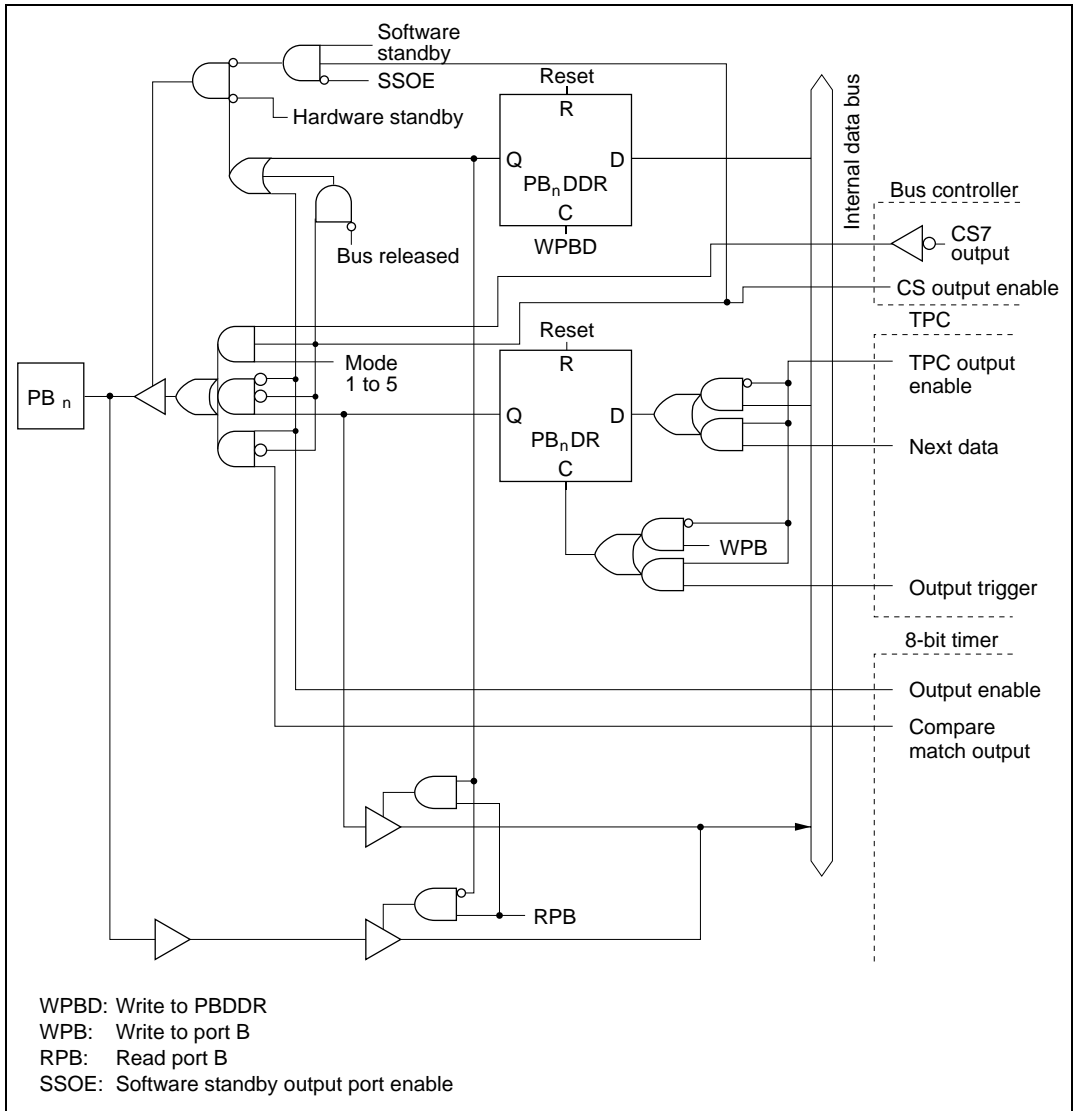 Software
standby
SSOE
Hardware standby
Reset
R
Q
D
PBnDDR
C
WPBD
Internal data bus
Bus released
Bus controller
CS7
output
CS output enable
TPC
Mode
1 to 5
PB n
Reset
R
Q
D
PBnDR
C
TPC output
enable
Next data
WPB
Output trigger
8-bit timer
Output enable
Compare
match output
RPB
WPBD: Write to PBDDR
WPB: Write to port B
RPB: Read port B
SSOE: Software standby output port enable